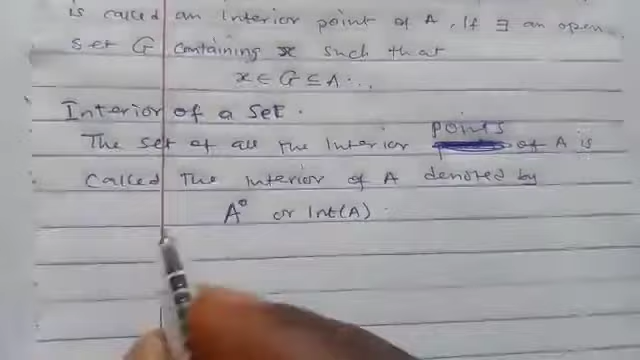 is called an interior point of A, If ∃ an open
set G containing x such that
x ∈ G ⊆ A...
Interior of a set.
The set of all the interior points of A is
called the interior of A denoted by
A° or Int(A).